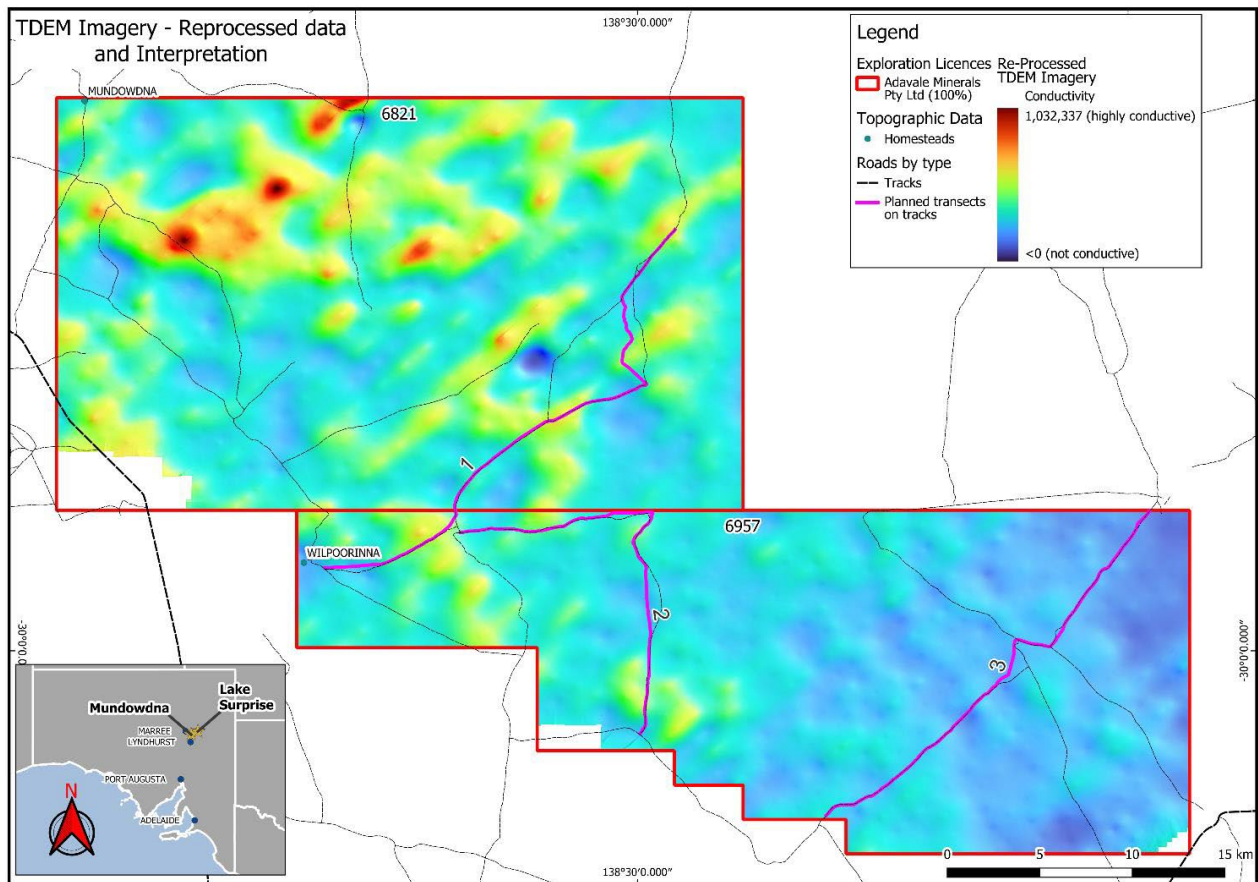 TDEM Imagery - Reprocessed data
and Interpretation
138°30'0.000"
Legend
Exploration Licences
Adavale Minerals
Pty Ltd (100%)
Topographic Data
Homesteads
Roads by type
Tracks
Planned transects
on tracks
Re-Processed
TDEM Imagery
Conductivity
1,032,337 (highly conductive)
<0 (not conductive)
MUNDOWDNA
6821
1
6957
WILPOORINNA
2
3
-30°0'0.0
-30°0'0.000"
Mundowdna
Lake
Surprise
MARREE
LYNDHURST
PORT AUGUSTA
ADELAIDE
N
0 5 10 15 km
138°30'0.000"